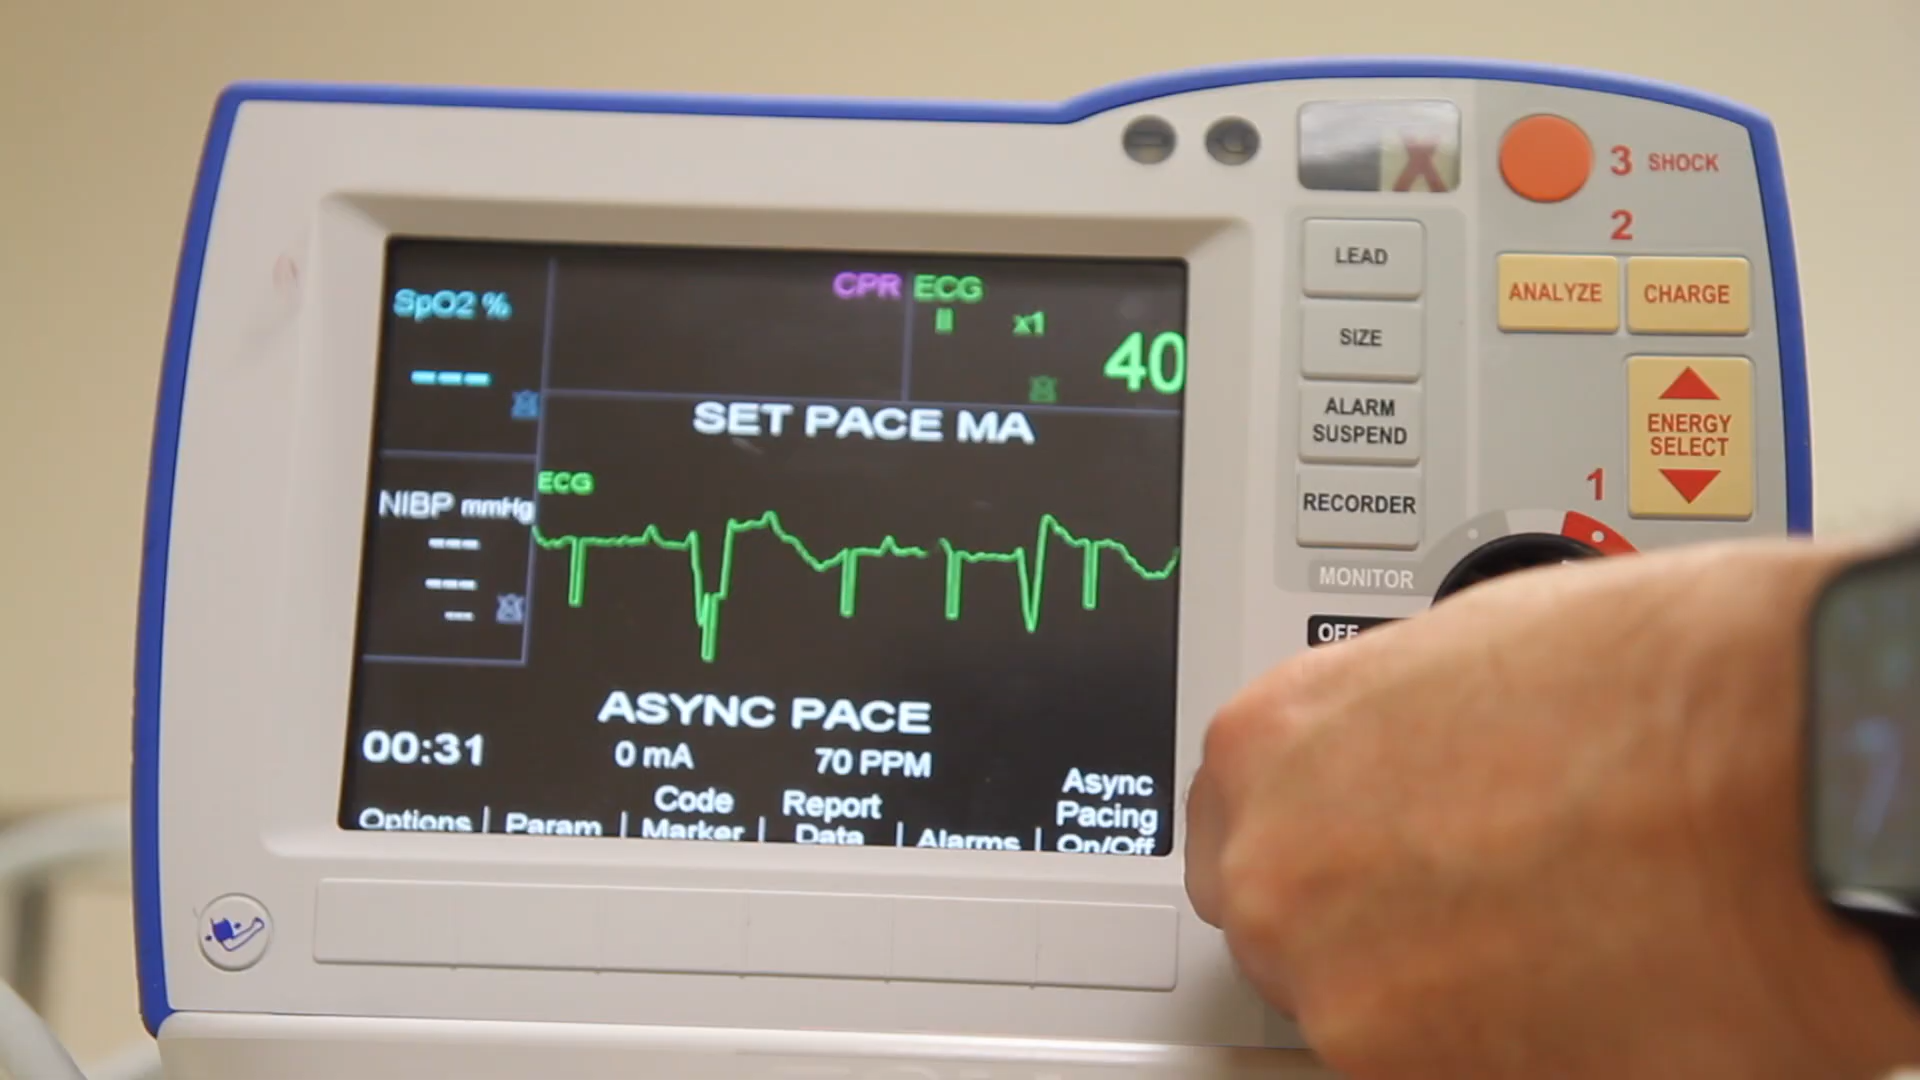 3 SHOCK
2
LEAD
ANALYZE
CHARGE
SIZE
ALARM
SUSPEND
ENERGY
SELECT
1
RECORDER
MONITOR
OFF
SpO2 %
---
CPR
ECG
II x1
40
SET PACE MA
ECG
NIBP mmHg
---
---
--
ASYNC PACE
00:31
0 mA
70 PPM
Options
Param
Code
Marker
Report
Data
Alarms
Async
Pacing
On/Off